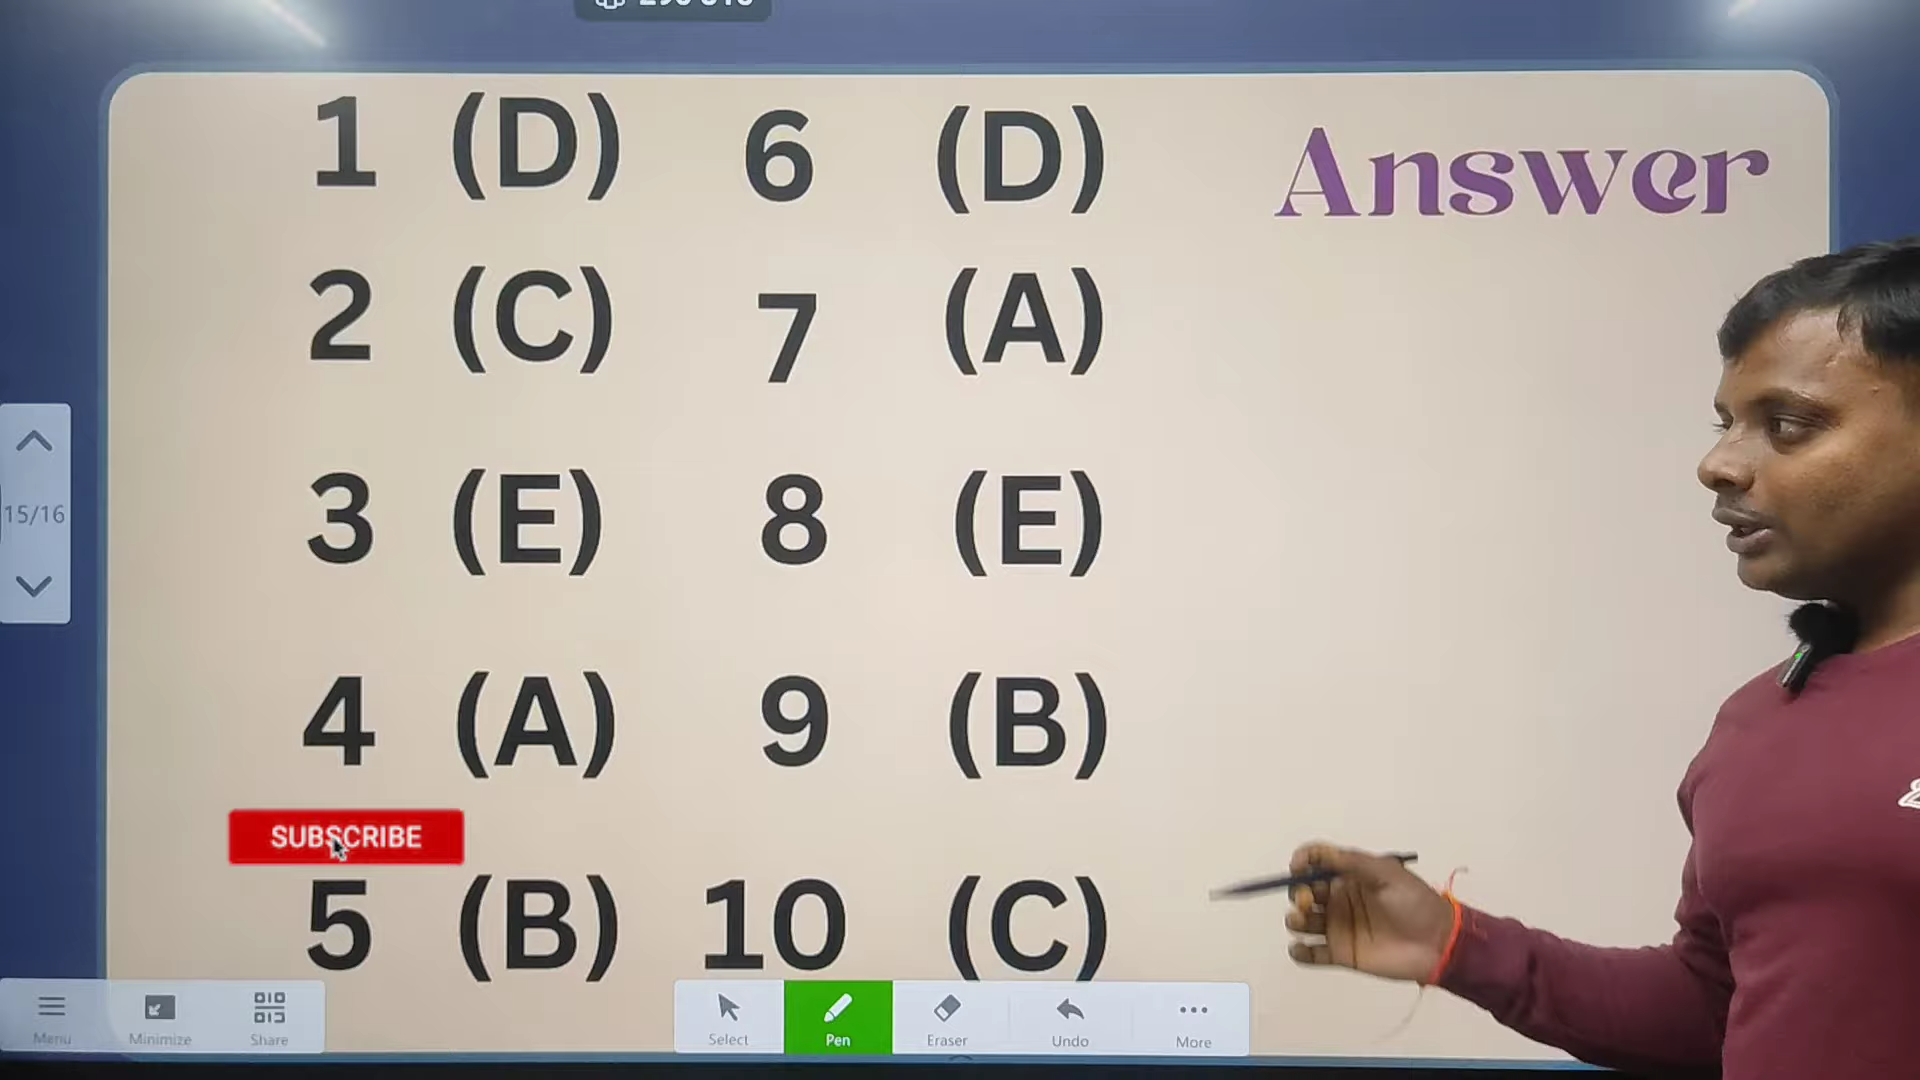 1 (D) 6 (D) Answer
2 (C) 7 (A)
3 (E) 8 (E)
15/16
4 (A) 9 (B)
SUBSCRIBE
5 (B) 10 (C)
Menu Minimize Share Select Pen Eraser Undo More